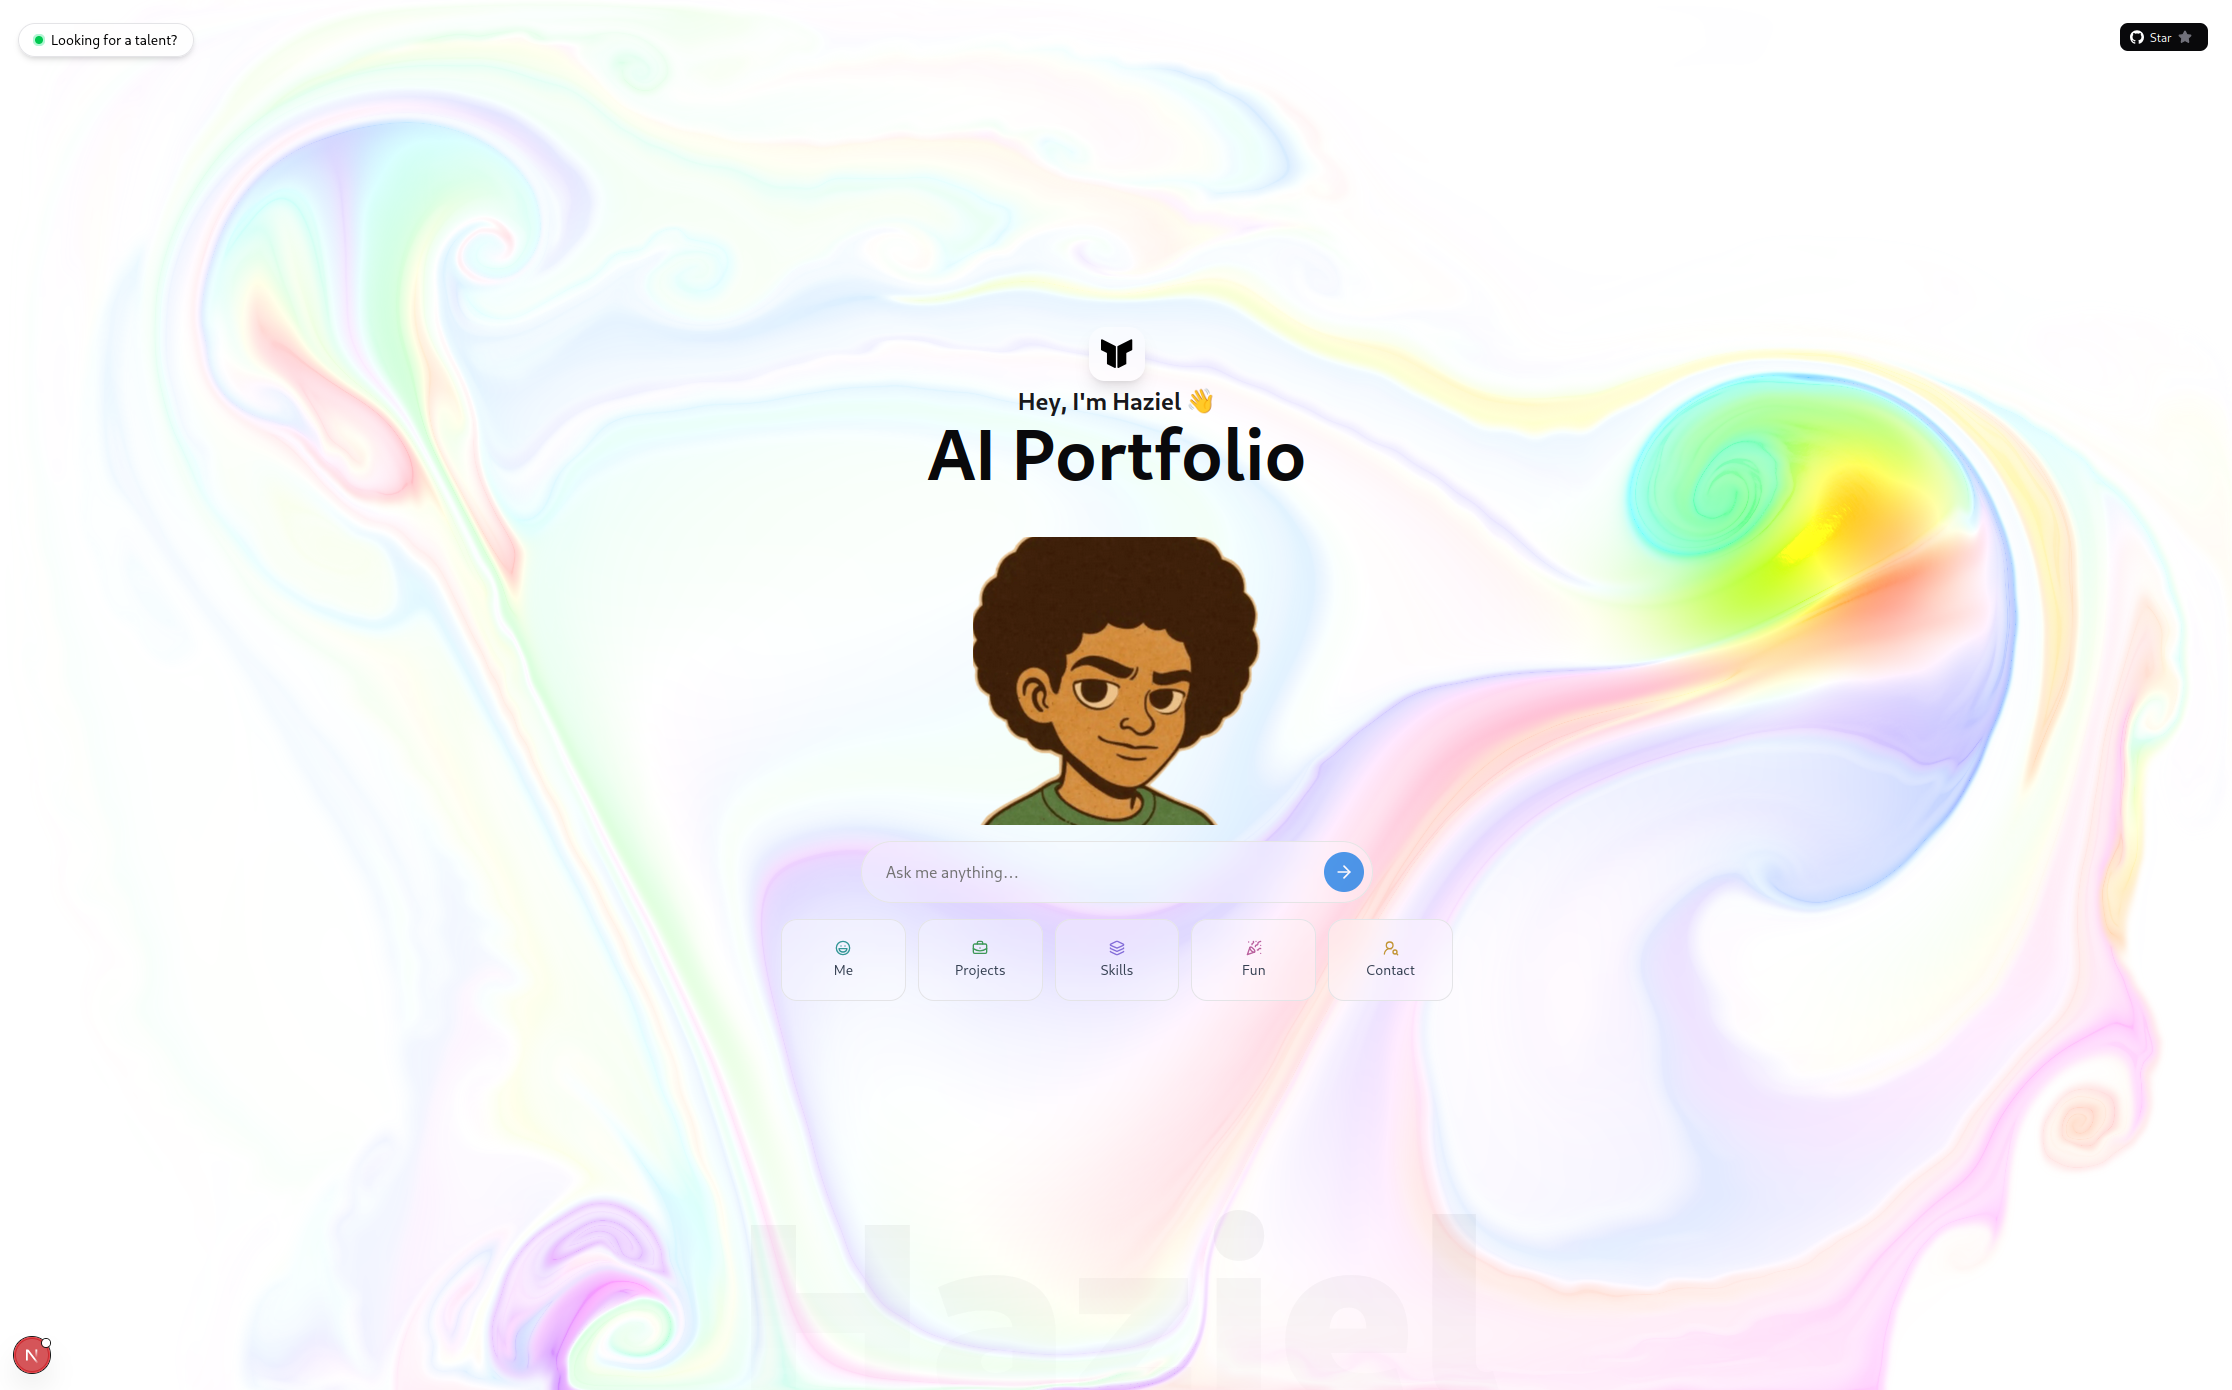 Looking for a talent?
Star
Hey, I'm Haziel 👋
AI Portfolio
Ask me anything…
Me
Projects
Skills
Fun
Contact
Haziel
N